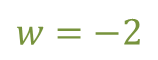 w = −2